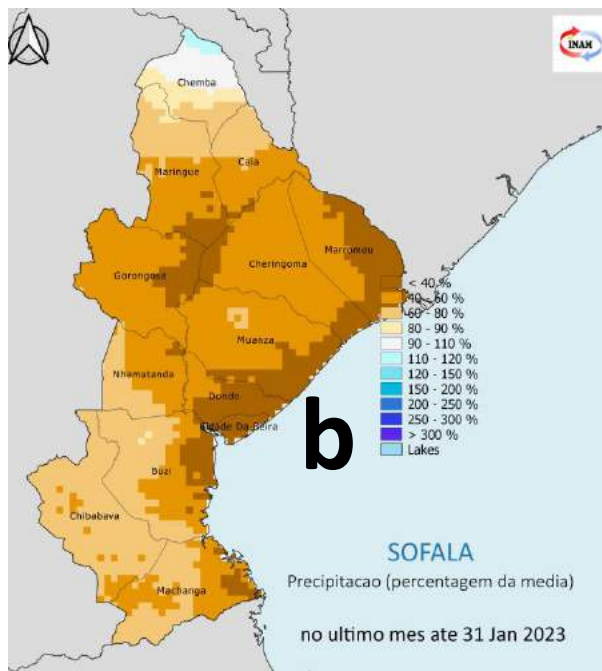 INAM
Chemba
Caia
Maringue
Marromeu
Cheringoma
Gorongosa
Muanza
Nhamatanda
Dondo
Cidade Da Beira
Buzi
Chibabava
Machanga
< 40 %
40 - 60 %
60 - 80 %
80 - 90 %
90 - 110 %
110 - 120 %
120 - 150 %
150 - 200 %
200 - 250 %
250 - 300 %
> 300 %
Lakes
b
SOFALA
Precipitacao (percentagem da media)
no ultimo mes ate 31 Jan 2023